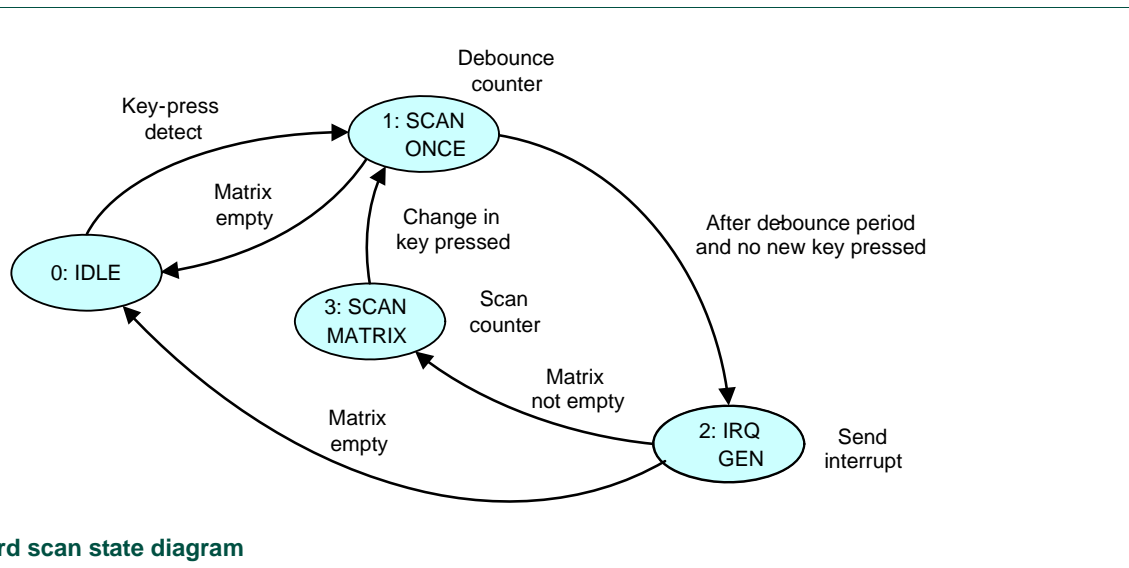 Debounce
counter
Key-press
detect
1: SCAN
ONCE
Matrix
empty
Change in
key pressed
After debounce period
and no new key pressed
0: IDLE
3: SCAN
MATRIX
Scan
counter
Matrix
not empty
Matrix
empty
2: IRQ
GEN
Send
interrupt
rd scan state diagram